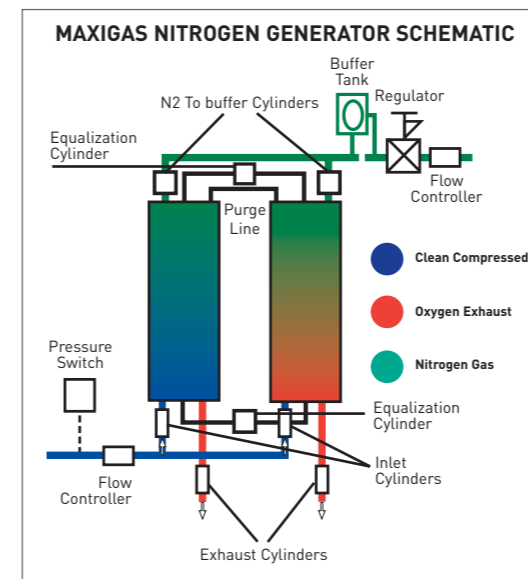 MAXIGAS NITROGEN GENERATOR SCHEMATIC
Buffer
Tank
Regulator
N2 To buffer Cylinders
Equalization
Cylinder
Flow
Controller
Purge
Line
Clean Compressed
Oxygen Exhaust
Nitrogen Gas
Pressure
Switch
Equalization
Cylinder
Inlet
Cylinders
Flow
Controller
Exhaust Cylinders